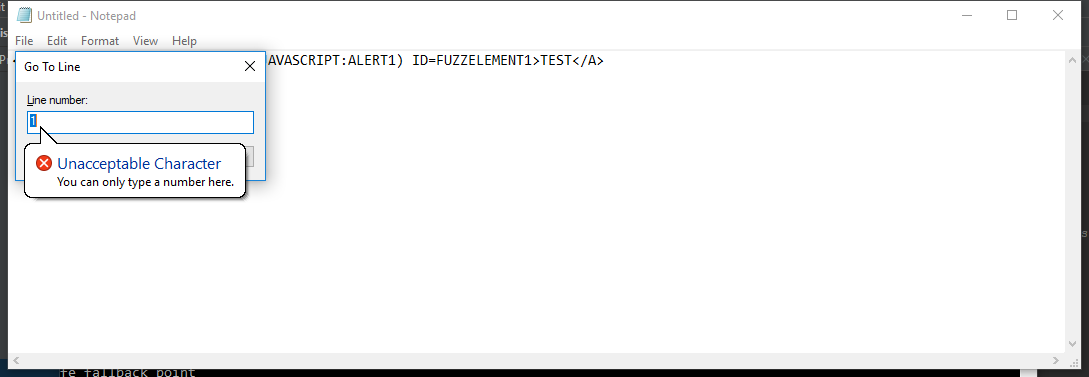 Untitled - Notepad
File Edit Format View Help
AVASCRIPT:ALERT1) ID=FUZZELEMENT1>TEST</A>
Go To Line
Line number:
1
Unacceptable Character
You can only type a number here.
fe fallback point